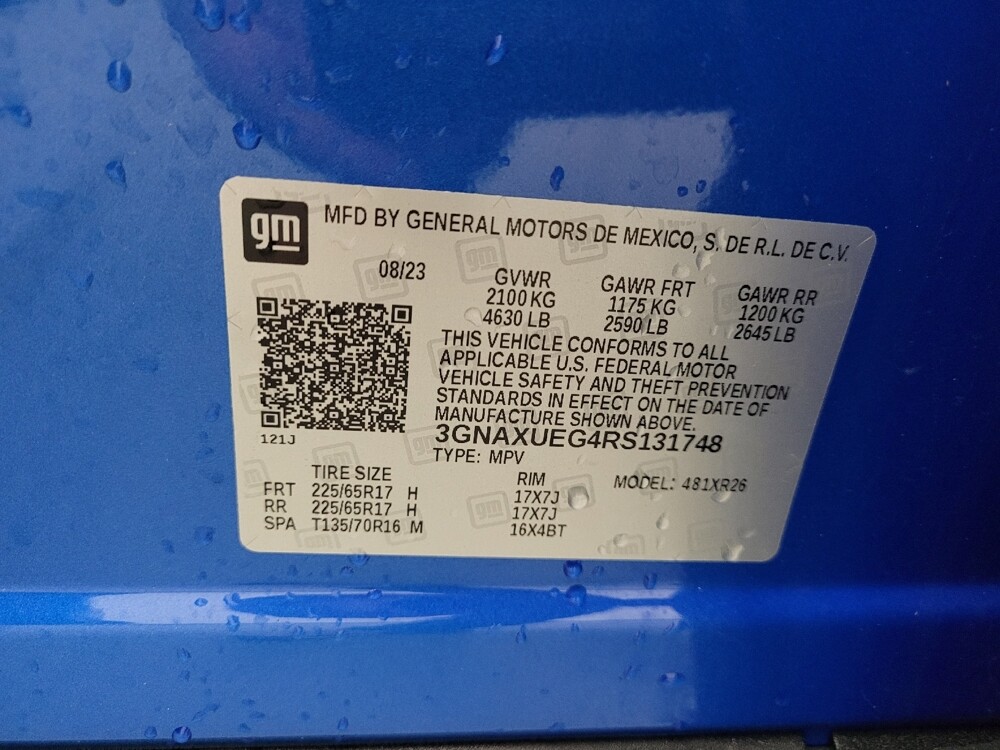 gm
MFD BY GENERAL MOTORS DE MEXICO, S. DE R.L. DE C.V.
08/23
GVWR GAWR FRT GAWR RR
2100 KG 1175 KG 1200 KG
4630 LB 2590 LB 2645 LB
THIS VEHICLE CONFORMS TO ALL
APPLICABLE U.S. FEDERAL MOTOR
VEHICLE SAFETY AND THEFT PREVENTION
STANDARDS IN EFFECT ON THE DATE OF
MANUFACTURE SHOWN ABOVE.
121J
3GNAXUEG4RS131748
TYPE: MPV
TIRE SIZE RIM MODEL: 481XR26
FRT 225/65R17 H 17X7J
RR 225/65R17 H 17X7J
SPA T135/70R16 M 16X4BT